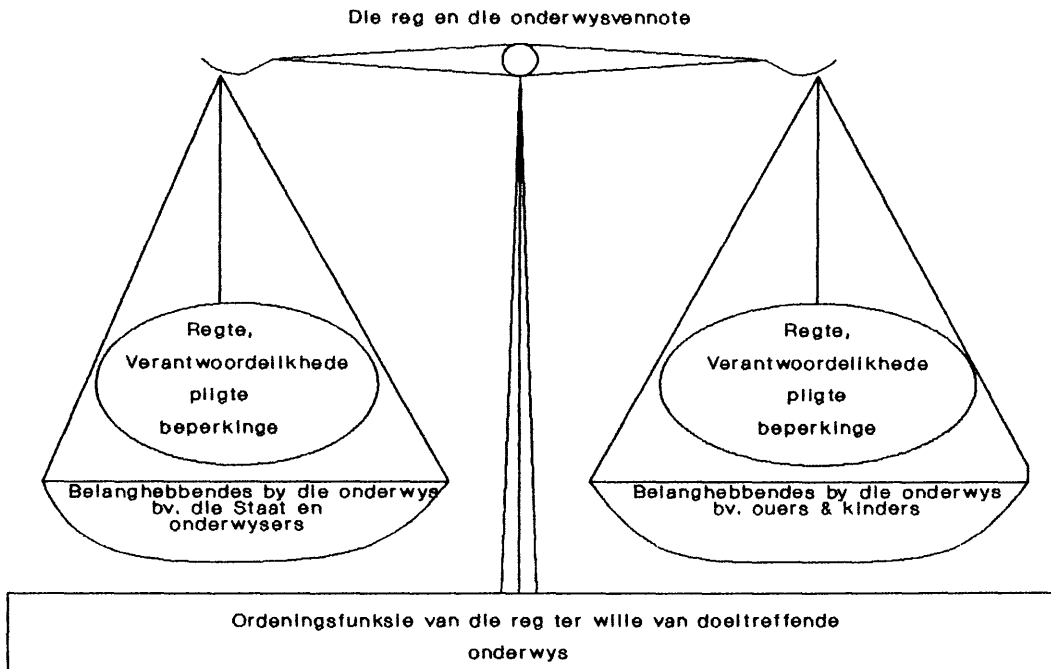 Die reg en die onderwysvennote
Regte,
Verantwoordelikhede
pligte
beperkinge
Belanghebbendes by die onderwys
bv. die Staat en
onderwysers
Regte,
Verantwoordelikhede
pligte
beperkinge
Belanghebbendes by die onderwys
bv. ouers & kinders
Ordeningsfunksie van die reg ter wille van doeltreffende
onderwys